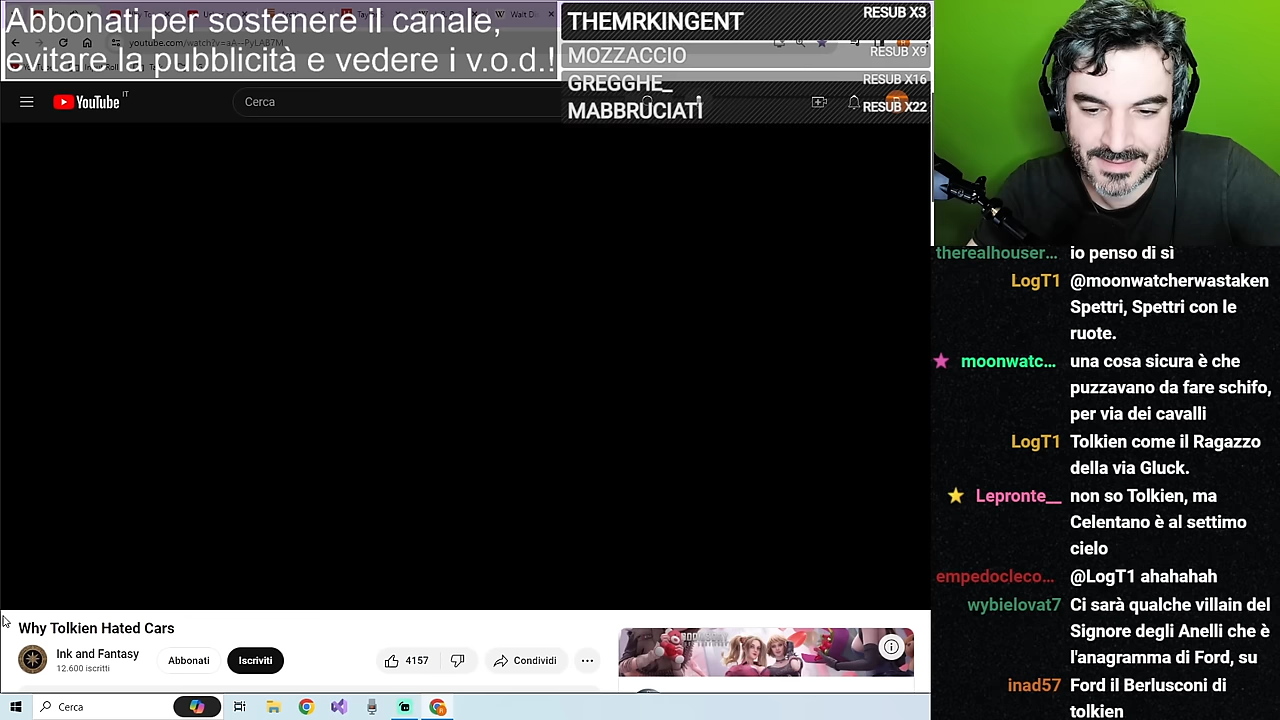 Abbonati per sostenere il canale,
evitare la pubblicità e vedere i v.o.d.!
THEMRKINGENT RESUB X3
MOZZACCIO RESUB X9
GREGGHE_ RESUB X16
MABBRUCIATI RESUB X22
YouTube IT
Cerca
therealhouser... io penso di sì
LogT1 @moonwatcherwastaken
Spettri, Spettri con le
ruote.
moonwatc... una cosa sicura è che
puzzavano da fare schifo,
per via dei cavalli
LogT1 Tolkien come il Ragazzo
della via Gluck.
Lepronte__ non so Tolkien, ma
Celentano è al settimo
cielo
empedocleco... @LogT1 ahahahah
wybielovat7 Ci sarà qualche villain del
Signore degli Anelli che è
l'anagramma di Ford, su
inad57 Ford il Berlusconi di
tolkien
Why Tolkien Hated Cars
Ink and Fantasy
12.600 iscritti
Abbonati
Iscriviti
4157
Condividi
Cerca